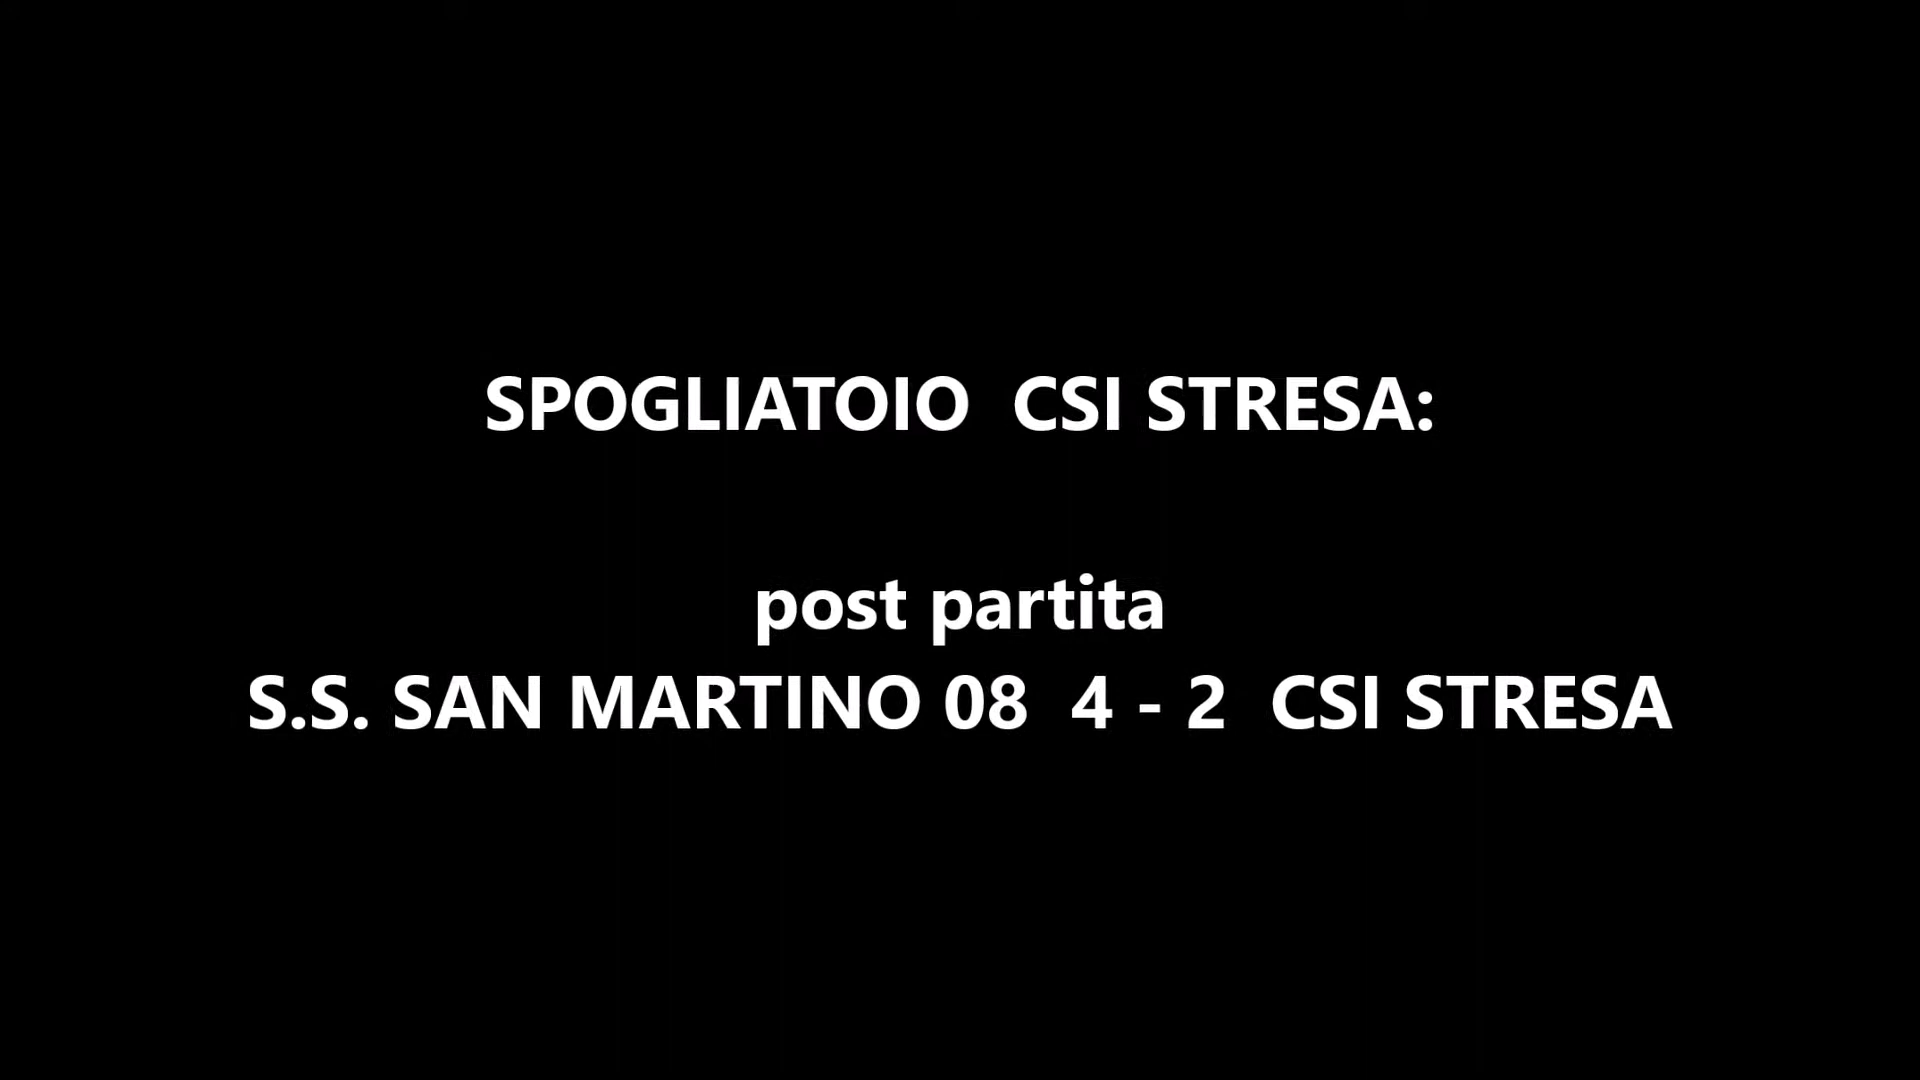 SPOGLIATOIO  CSI STRESA:
post partita
S.S. SAN MARTINO 08  4 - 2  CSI STRESA